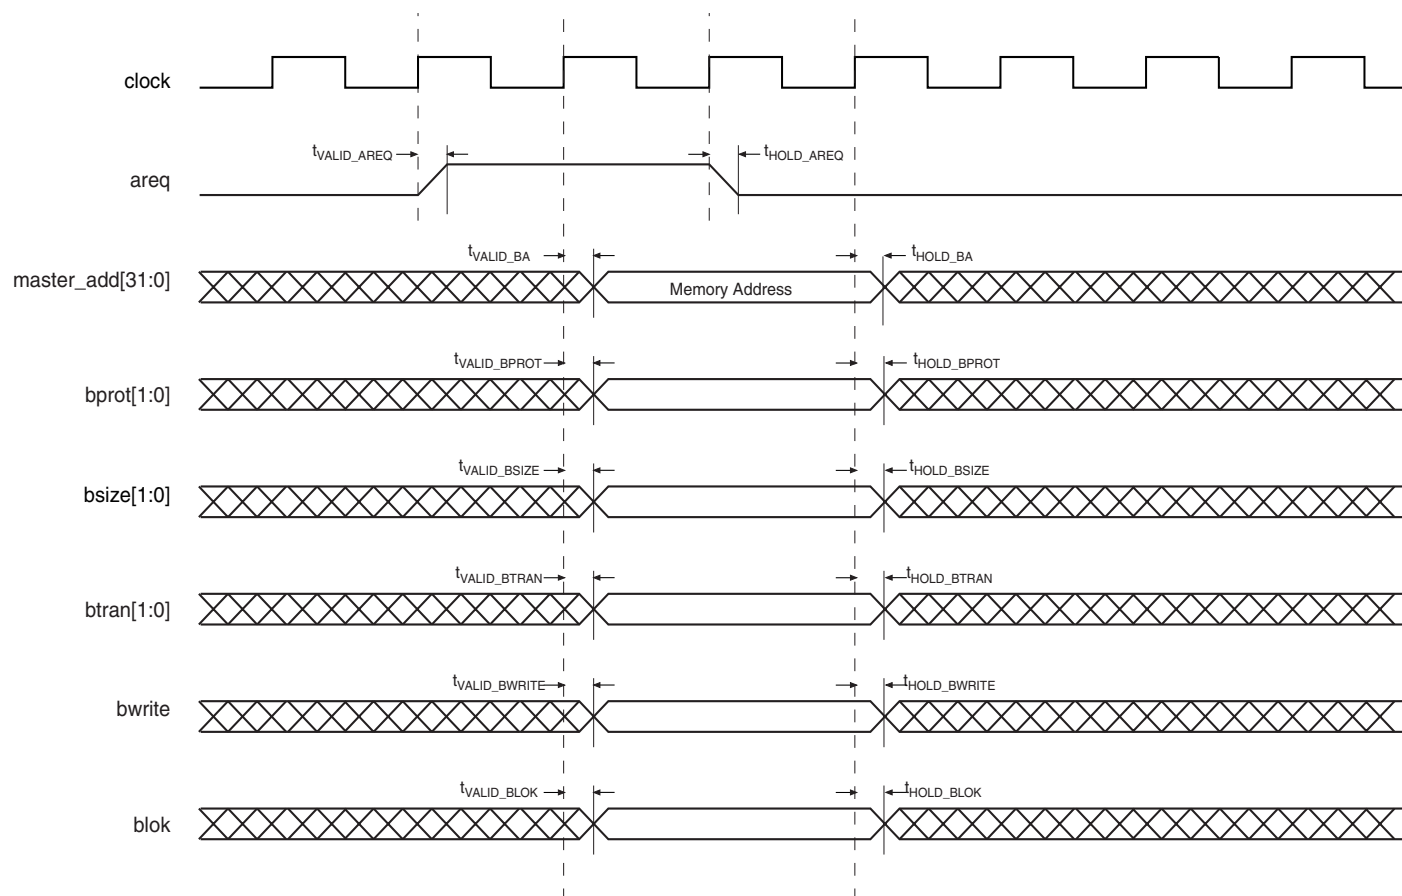 clock
tVALID_AREQ
tHOLD_AREQ
areq
tVALID_BA
tHOLD_BA
master_add[31:0]
Memory Address
tVALID_BPROT
tHOLD_BPROT
bprot[1:0]
tVALID_BSIZE
tHOLD_BSIZE
bsize[1:0]
tVALID_BTRAN
tHOLD_BTRAN
btran[1:0]
tVALID_BWRITE
tHOLD_BWRITE
bwrite
tVALID_BLOK
tHOLD_BLOK
blok